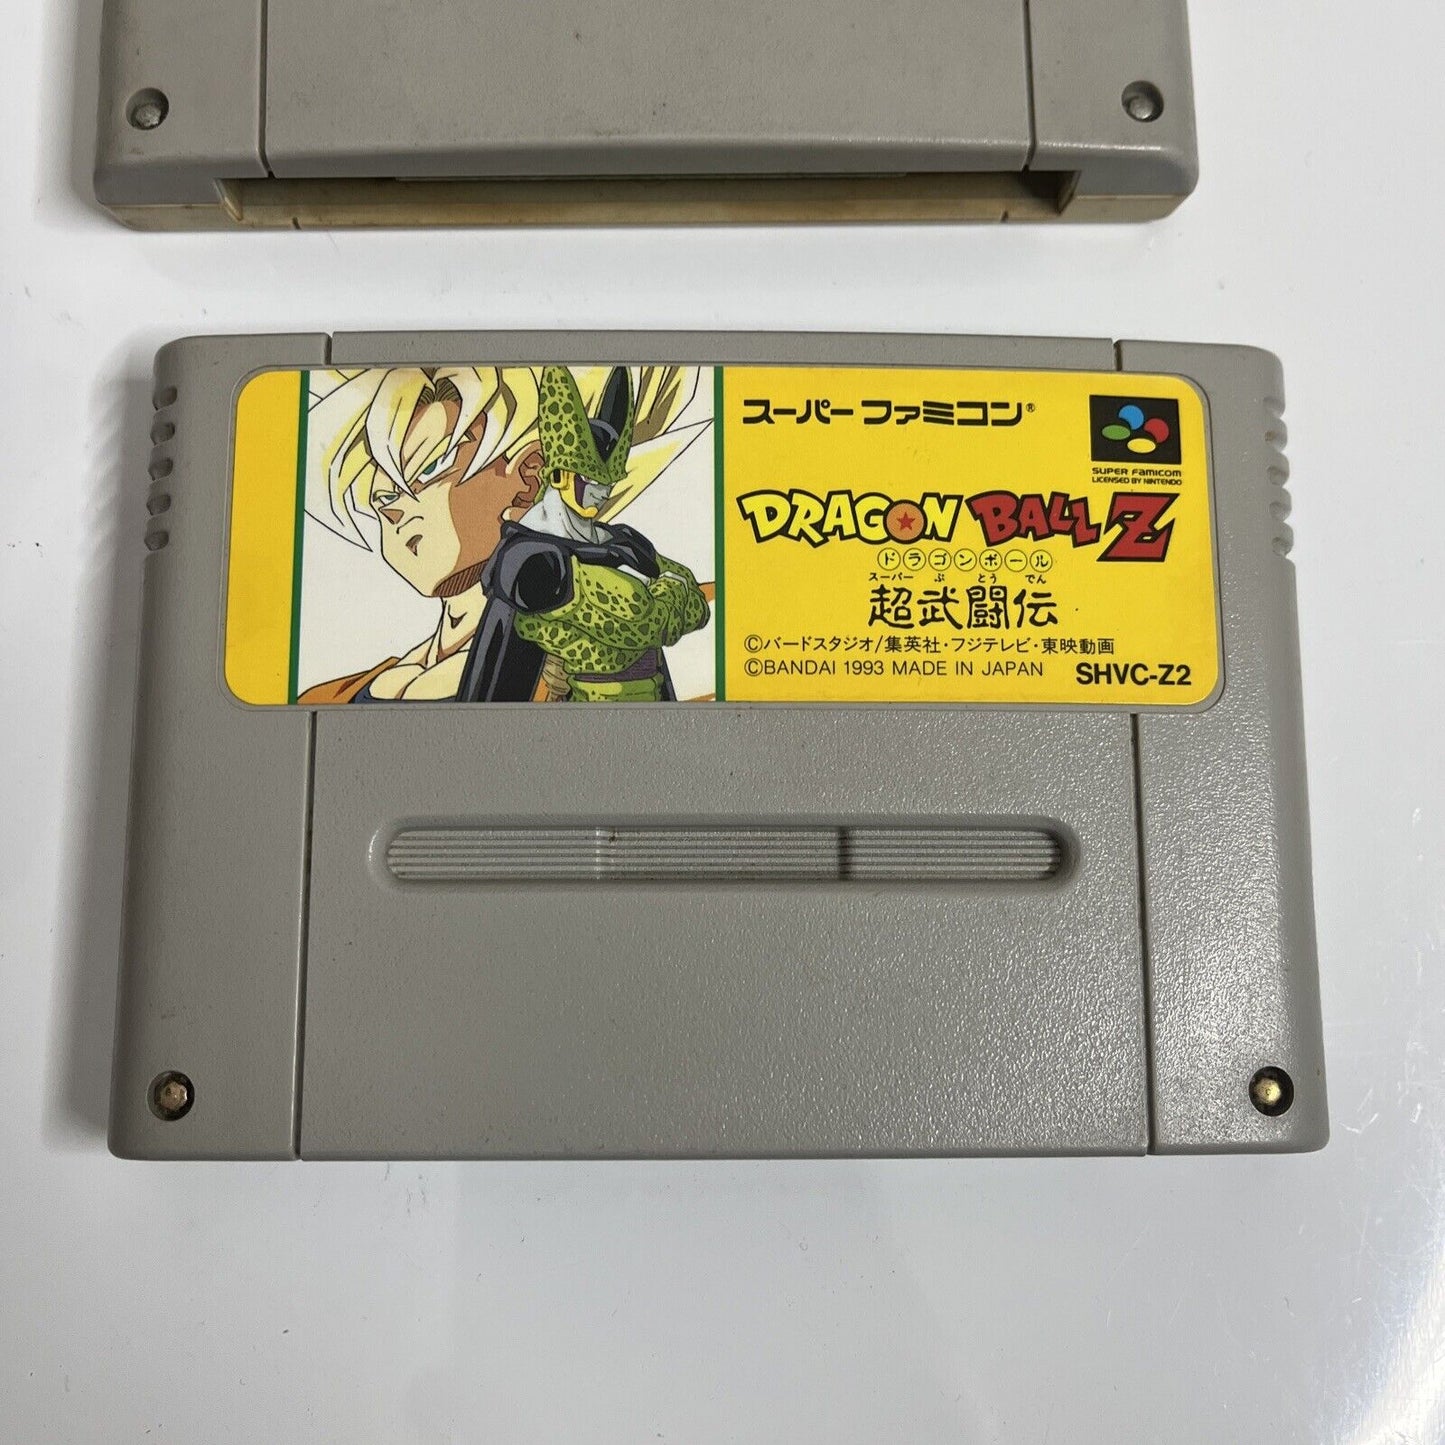 スーパーファミコン®
SUPER FAMICOM
LICENSED BY NINTENDO
DRAGON BALL Z
ドラゴンボール
スーパー ぶ とう でん
超武闘伝
©バードスタジオ/集英社・フジテレビ・東映動画
©BANDAI 1993 MADE IN JAPAN SHVC-Z2